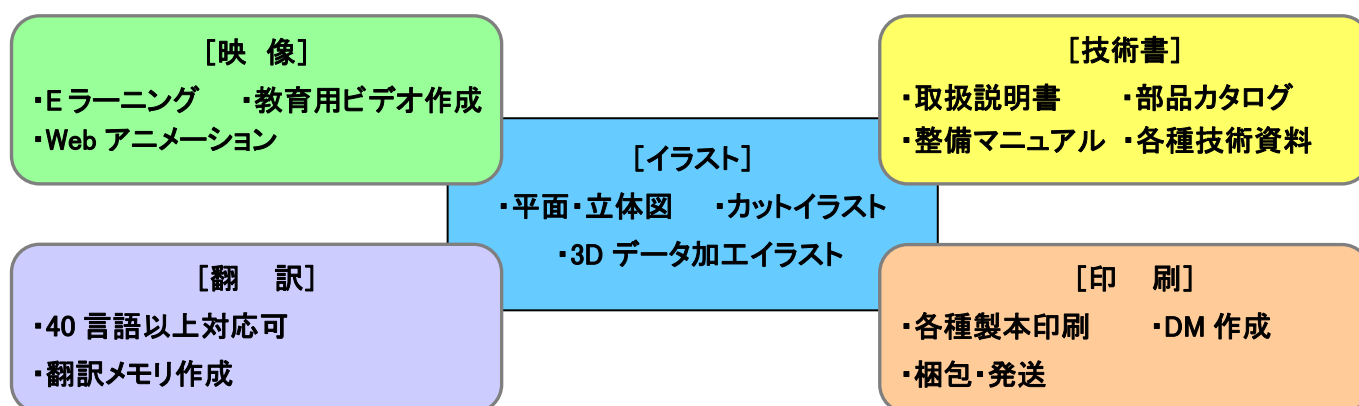 [映 像]
・Eラーニング ・教育用ビデオ作成
・Web アニメーション
[技術書]
・取扱説明書 ・部品カタログ
・整備マニュアル ・各種技術資料
[イラスト]
・平面・立体図 ・カットイラスト
・3D データ加工イラスト
[翻 訳]
・40 言語以上対応可
・翻訳メモリ作成
[印 刷]
・各種製本印刷 ・DM 作成
・梱包・発送